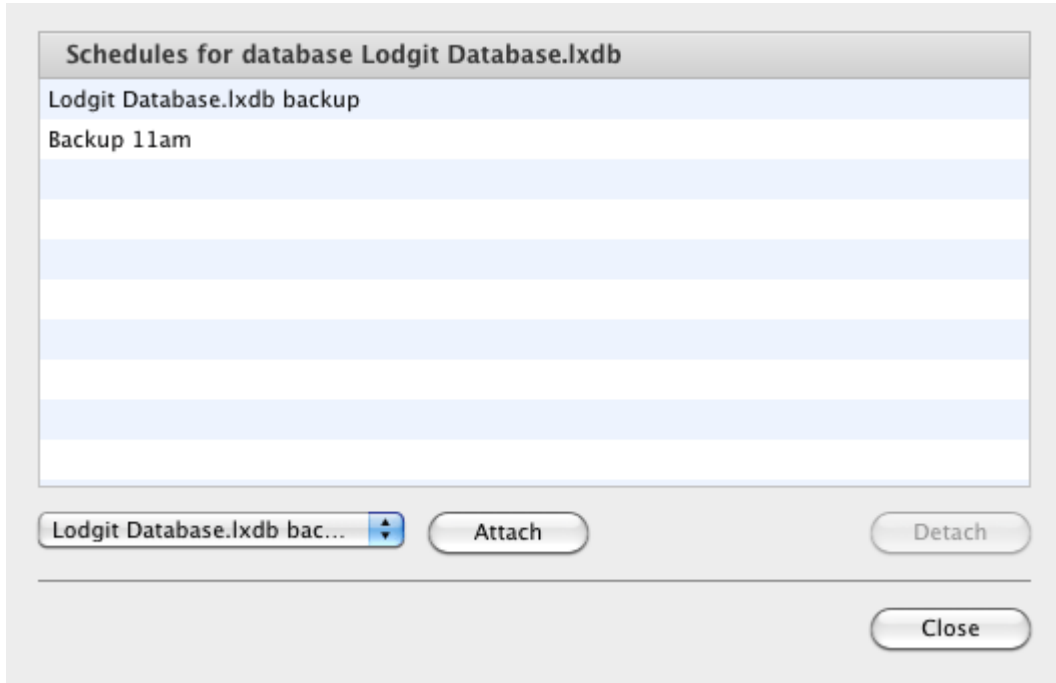 Schedules for database Lodgit Database.lxdb
Lodgit Database.lxdb backup
Backup 11am
Lodgit Database.lxdb bac...
Attach
Detach
Close